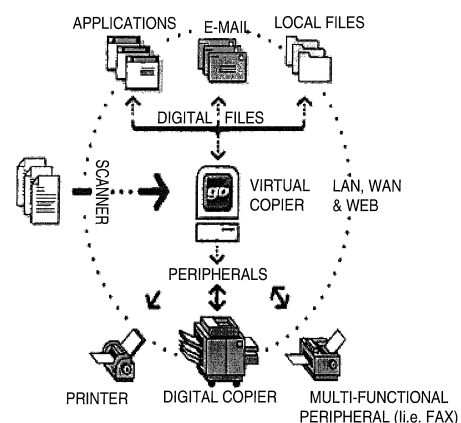 APPLICATIONS
E-MAIL
LOCAL FILES
DIGITAL FILES
SCANNER
go
VIRTUAL
COPIER
LAN, WAN
& WEB
PERIPHERALS
PRINTER
DIGITAL COPIER
MULTI-FUNCTIONAL
PERIPHERAL (Ii.e. FAX)